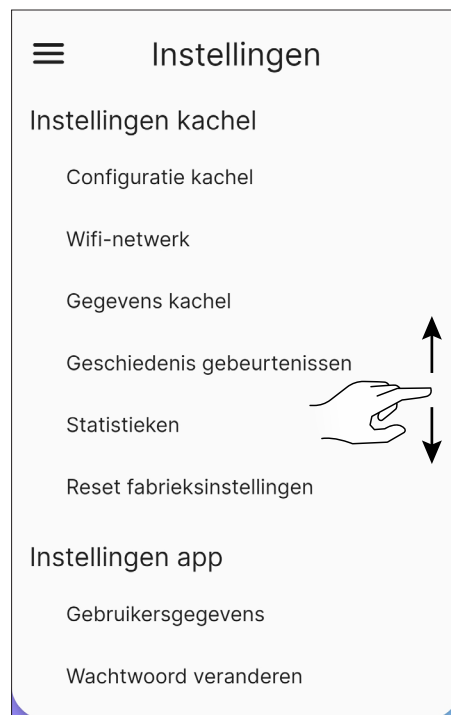 Instellingen
Instellingen kachel
Configuratie kachel
Wifi-netwerk
Gegevens kachel
Geschiedenis gebeurtenissen
Statistieken
Reset fabrieksinstellingen
Instellingen app
Gebruikersgegevens
Wachtwoord veranderen